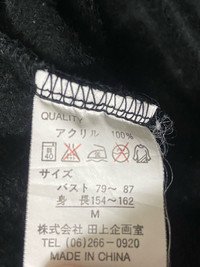 QUALITY
アクリル 100%
サイズ
バスト 79～ 87
身 長154～162
M
株式会社 田上企画室
TEL (06)266-0920
MADE IN CHINA